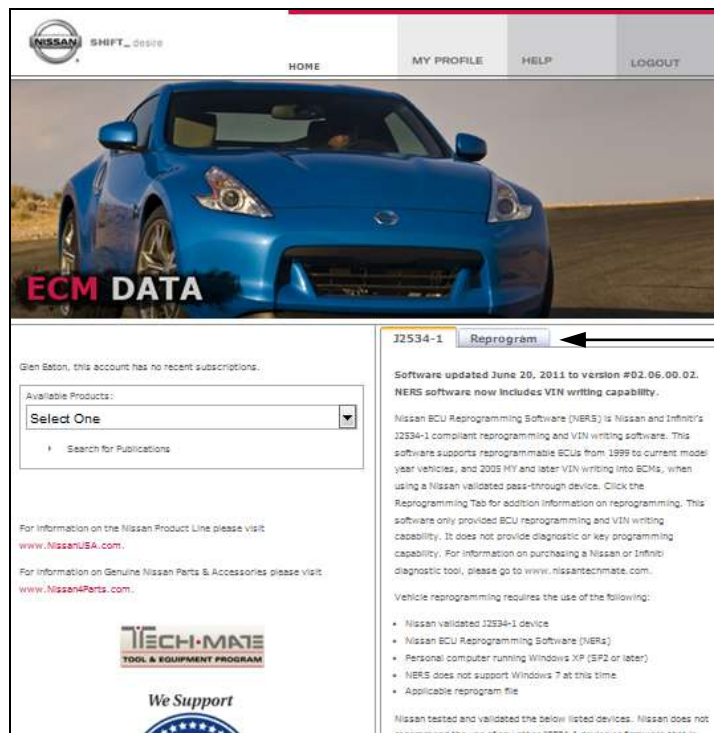 NISSAN
SHIFT_ desire
HOME
MY PROFILE
HELP
LOGOUT
ECM DATA
Glen Eaton, this account has no recent subscriptions.
Available Products:
Select One
Search for Publications
For information on the Nissan Product Line please visit
www.NissanUSA.com.
For information on Genuine Nissan Parts & Accessories please visit
www.Nissan4Parts.com.
TECH-MATE
TOOL & EQUIPMENT PROGRAM
We Support
J2534-1
Reprogram
Software updated June 20, 2011 to version #02.06.00.02.
NERS software now includes VIN writing capability.
Nissan ECU Reprogramming Software (NERS) is Nissan and Infiniti's
J2534-1 compliant reprogramming and VIN writing software. This
software supports reprogrammable ECUs from 1999 to current model
year vehicles, and 2005 MY and later VIN writing into ECMs, when
using a Nissan validated pass-through device. Click the
Reprogramming Tab for addition information on reprogramming. This
software only provided ECU reprogramming and VIN writing
capability. It does not provide diagnostic or key programming
capability. For information on purchasing a Nissan or Infiniti
diagnostic tool, please go to www.nissantechmate.com.
Vehicle reprogramming requires the use of the following:
• Nissan validated J2534-1 device
• Nissan ECU Reprogramming Software (NERs)
• Personal computer running Windows XP (SP2 or later)
• NERS does not support Windows 7 at this time
• Applicable reprogram file
Nissan tested and validated the below listed devices. Nissan does not